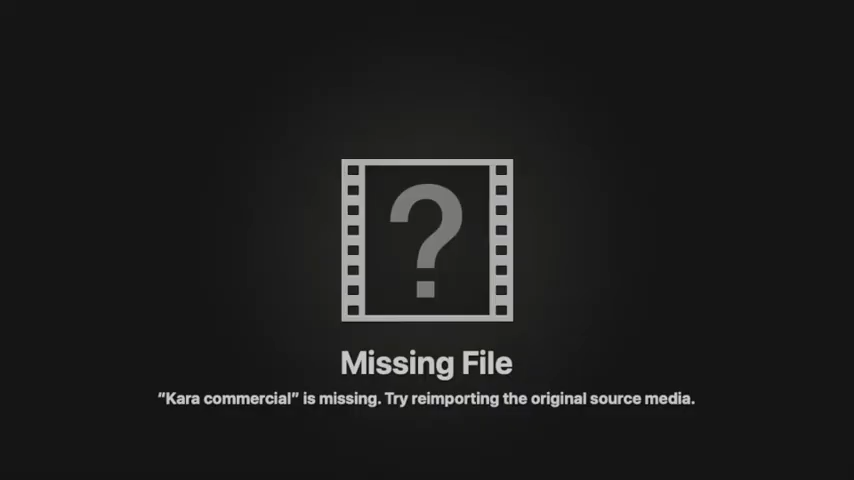 ?
Missing File
“Kara commercial” is missing. Try reimporting the original source media.